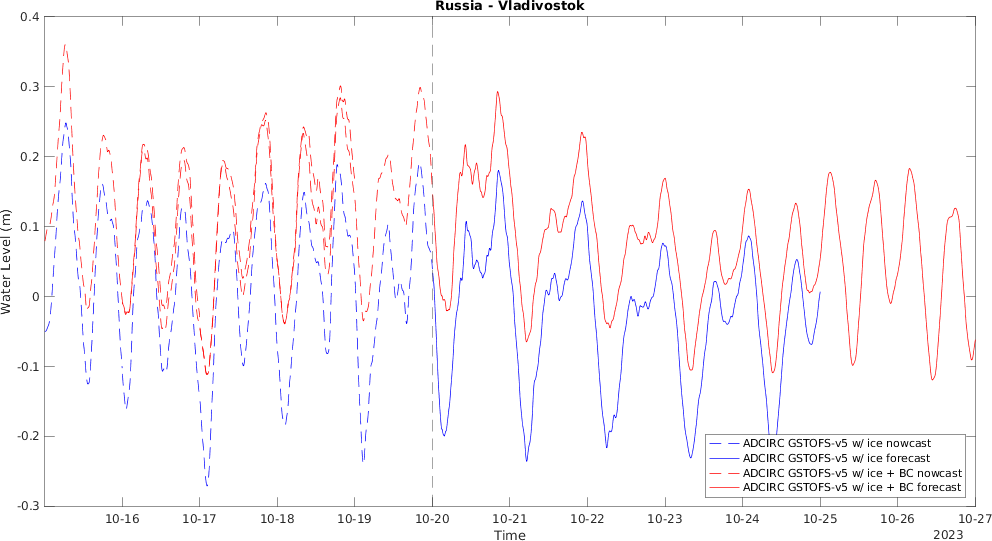 Russia - Vladivostok
Water Level (m)
0.4
0.3
0.2
0.1
0
-0.1
-0.2
-0.3
ADCIRC GSTOFS-v5 w/ ice nowcast
ADCIRC GSTOFS-v5 w/ ice forecast
ADCIRC GSTOFS-v5 w/ ice + BC nowcast
ADCIRC GSTOFS-v5 w/ ice + BC forecast
10-16 10-17 10-18 10-19 10-20 10-21 10-22 10-23 10-24 10-25 10-26 10-27
Time
2023